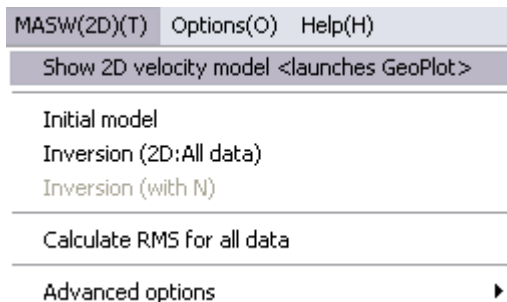 MASW(2D)(T) Options(O) Help(H)
Show 2D velocity model <launches GeoPlot>
Initial model
Inversion (2D:All data)
Inversion (with N)
Calculate RMS for all data
Advanced options